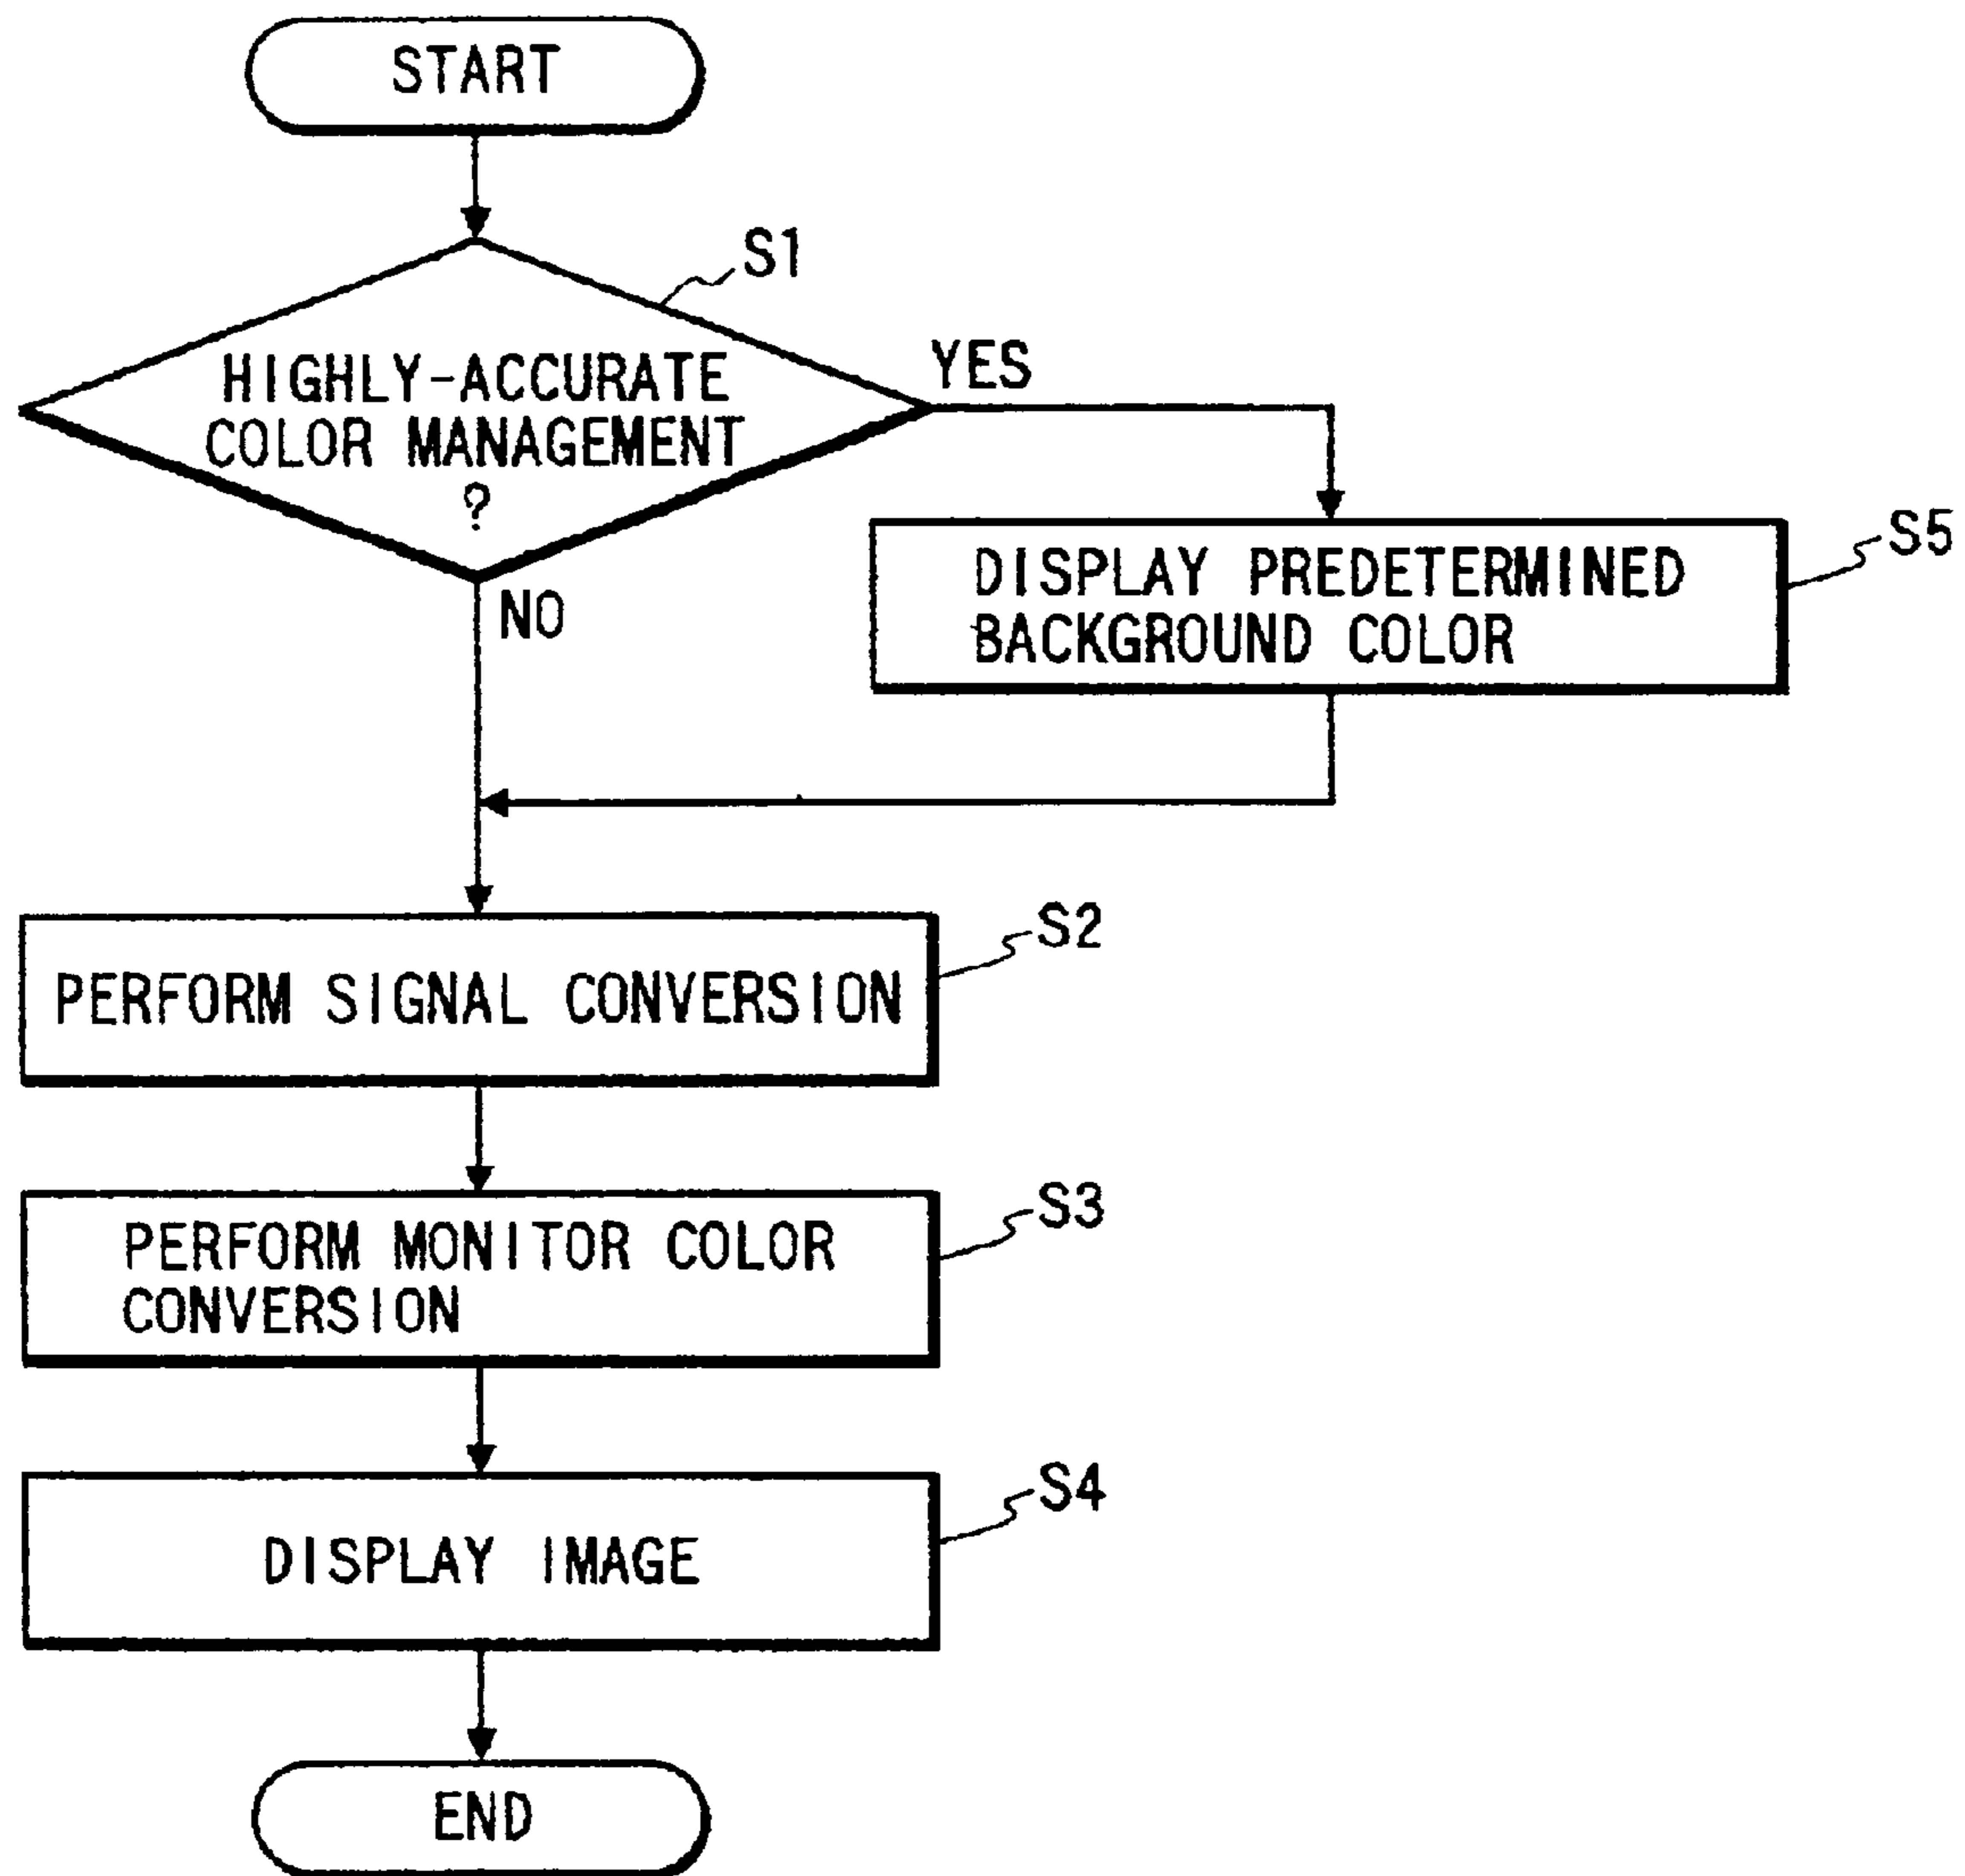 START
S1
HIGHLY-ACCURATE
COLOR MANAGEMENT
?
YES
NO
S5
DISPLAY PREDETERMINED
BACKGROUND COLOR
S2
PERFORM SIGNAL CONVERSION
S3
PERFORM MONITOR COLOR
CONVERSION
S4
DISPLAY IMAGE
END